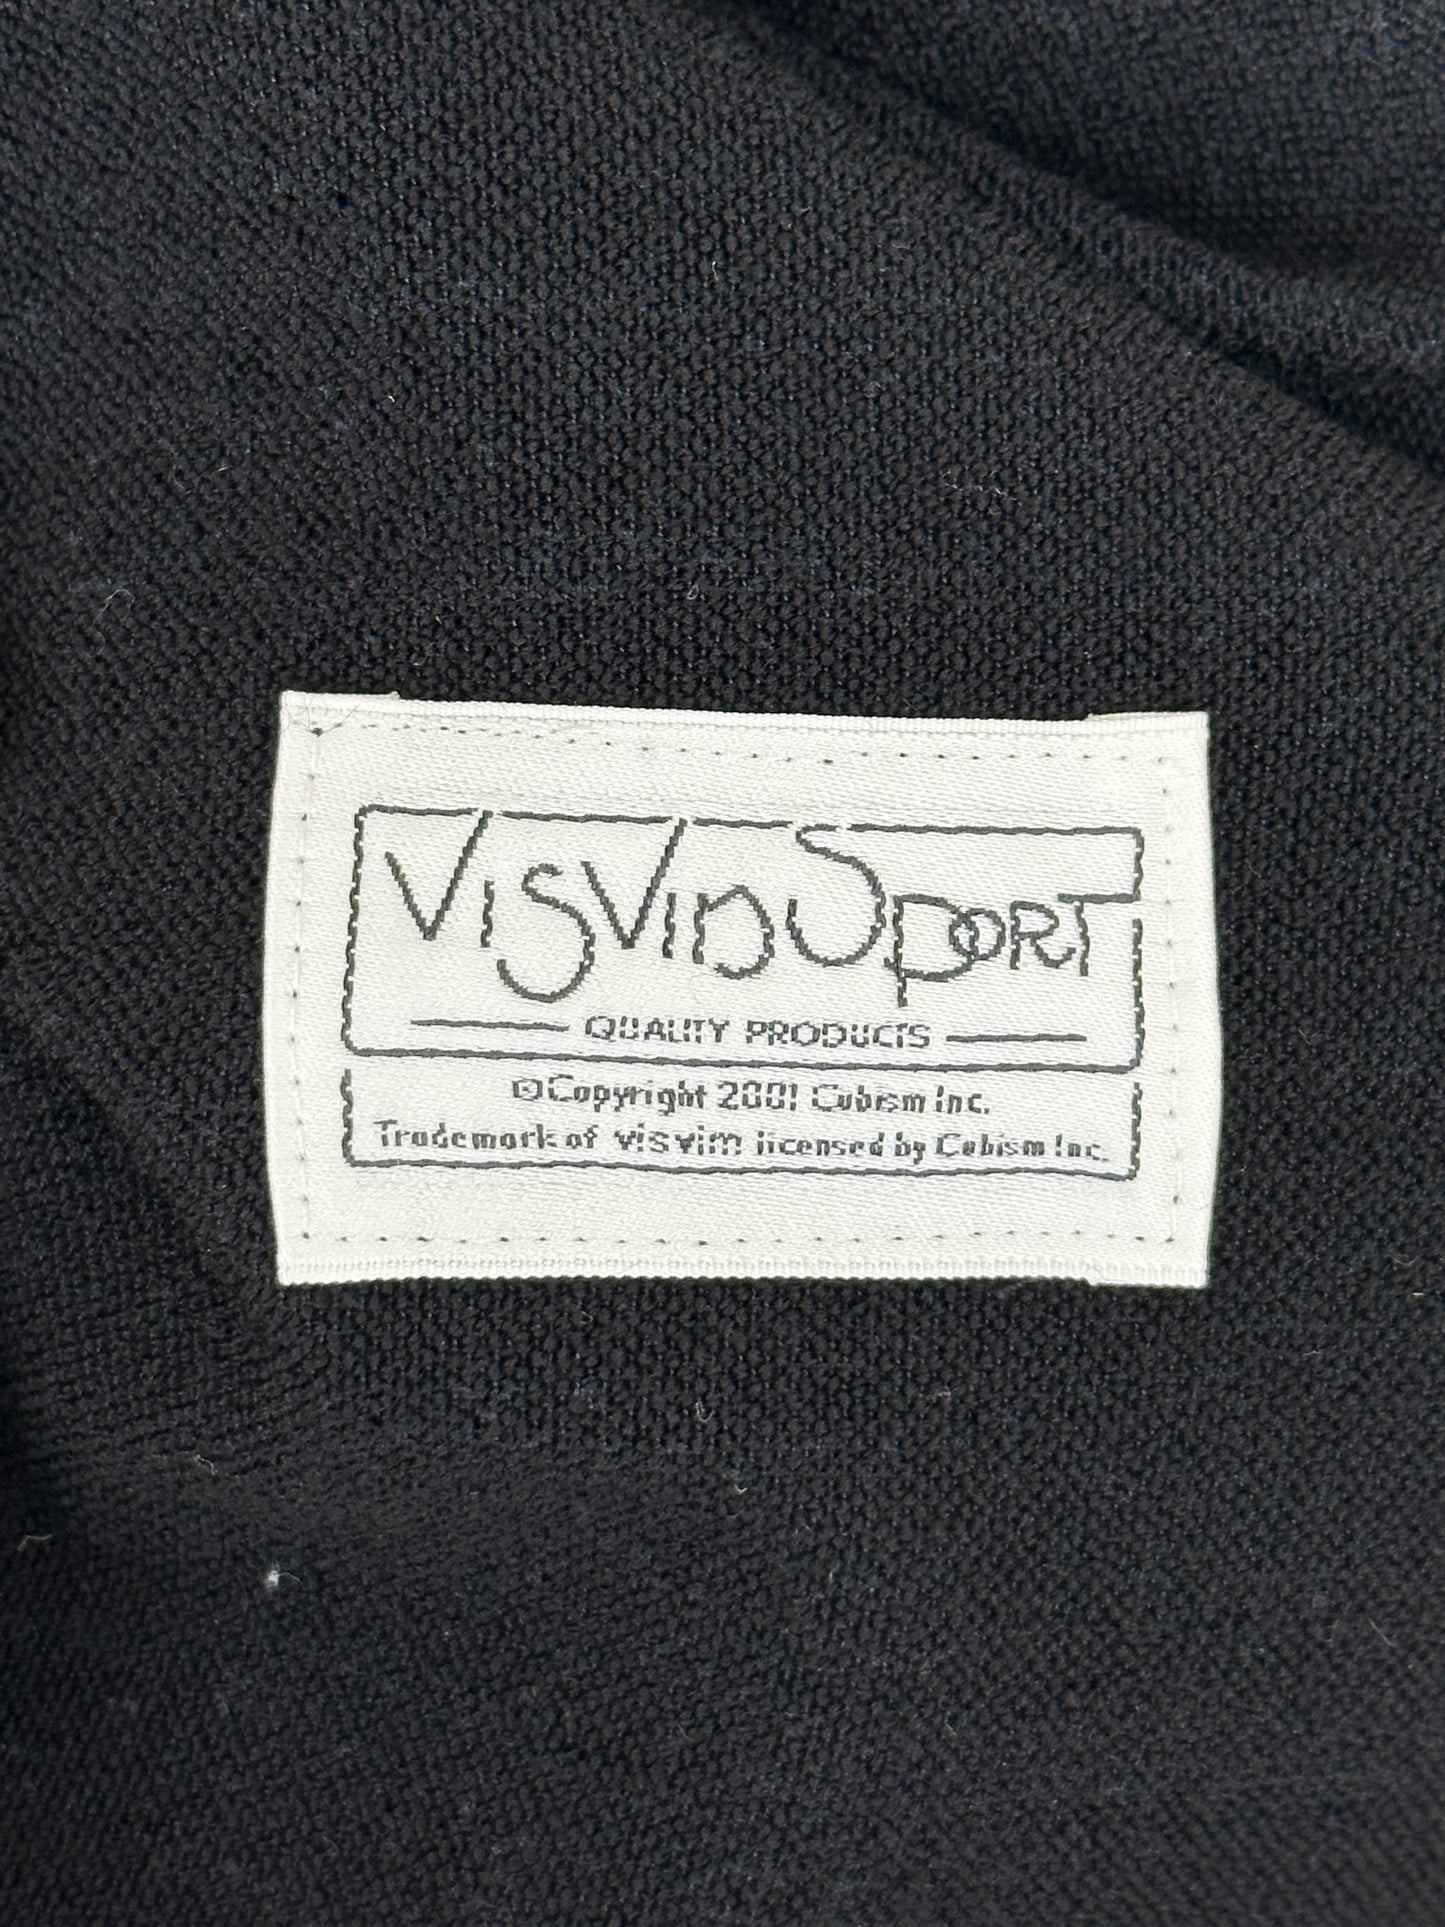 VISVIM SPORT
QUALITY PRODUCTS
©Copyright 2001 Cubism Inc.
Trademark of visvim licensed by Cubism Inc.